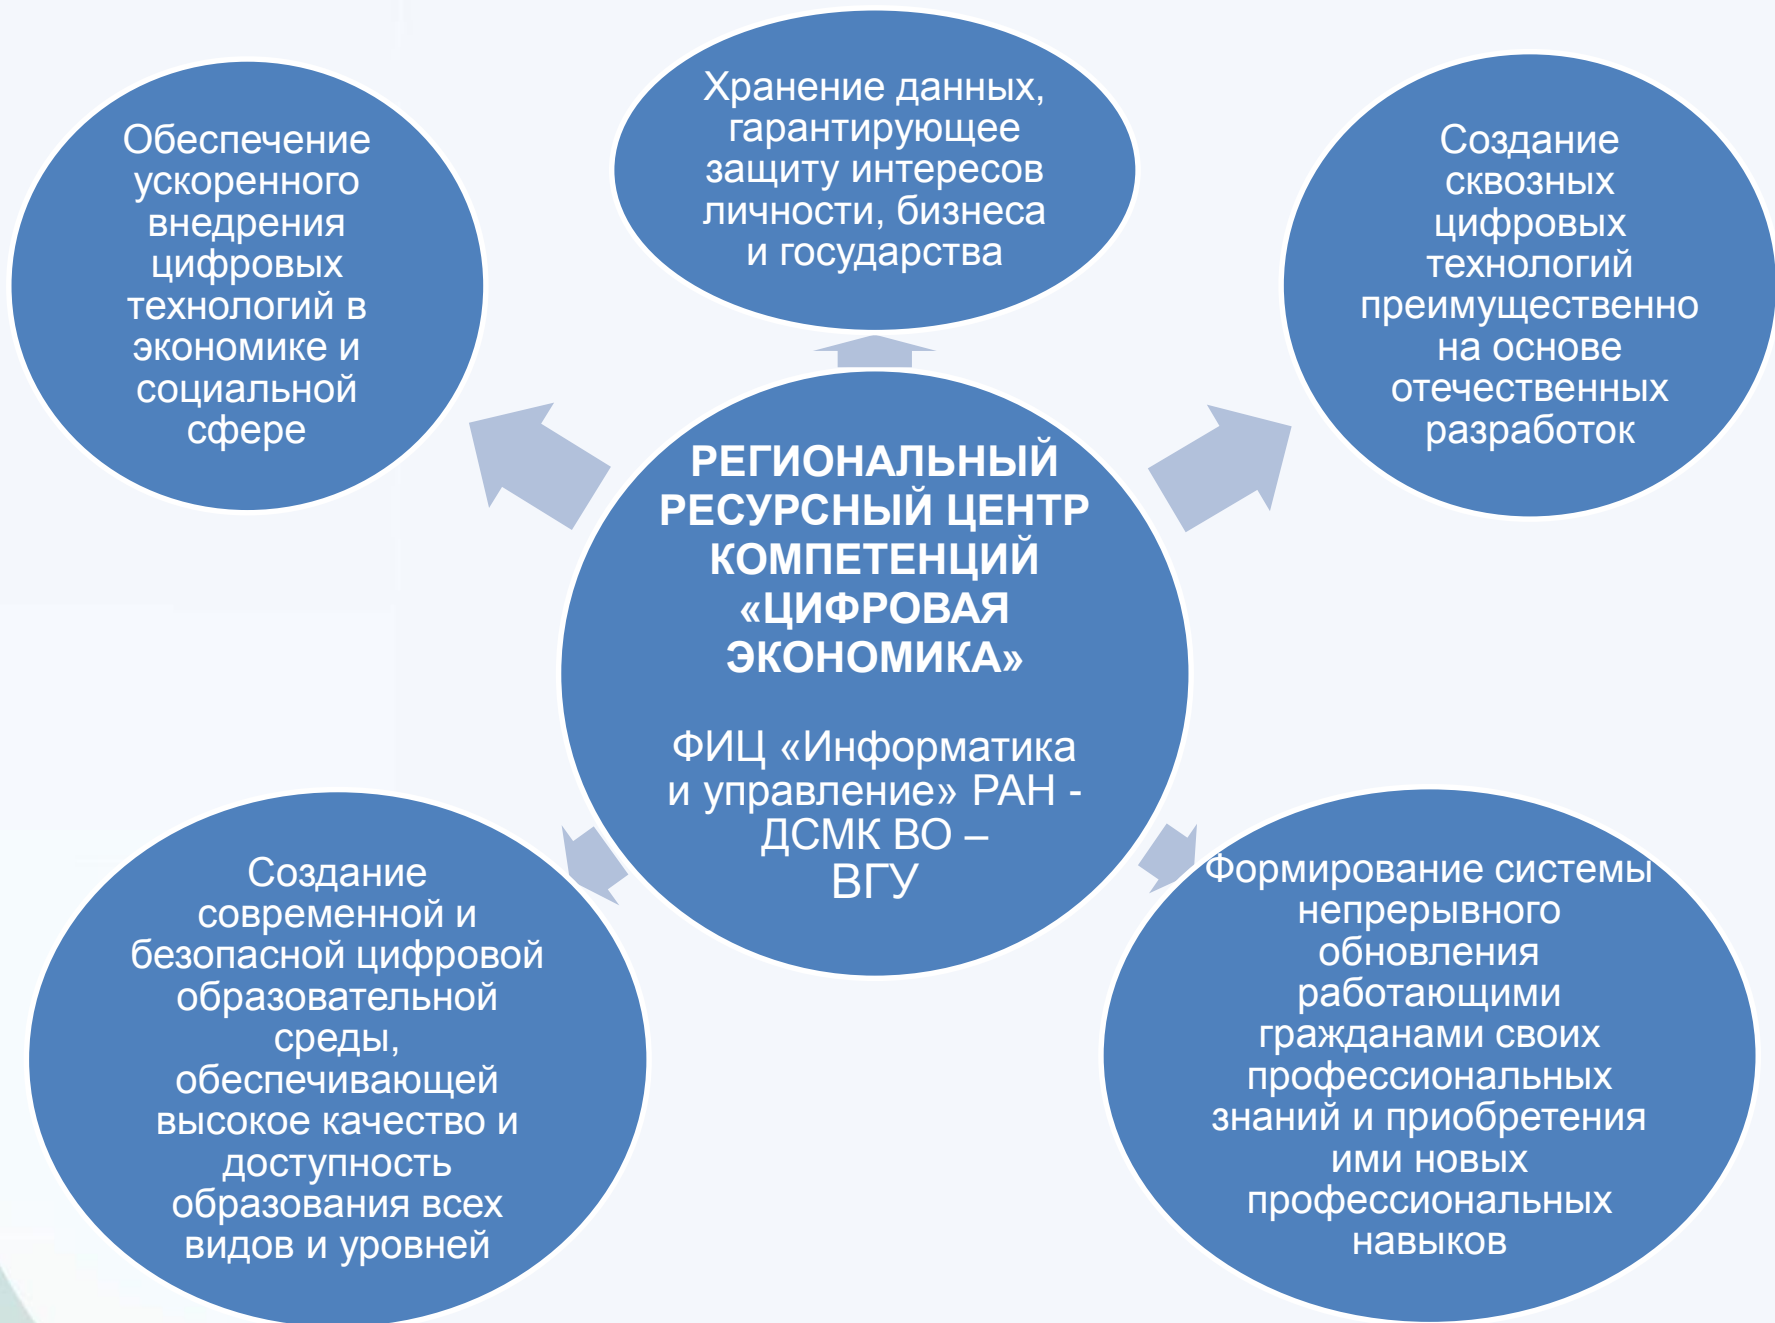 Обеспечение
ускоренного
внедрения
цифровых
технологий в
экономике и
социальной
сфере
Хранение данных,
гарантирующее
защиту интересов
личности, бизнеса
и государства
Создание
сквозных
цифровых
технологий
преимущественно
на основе
отечественных
разработок
РЕГИОНАЛЬНЫЙ
РЕСУРСНЫЙ ЦЕНТР
КОМПЕТЕНЦИЙ
«ЦИФРОВАЯ
ЭКОНОМИКА»
ФИЦ «Информатика
и управление» РАН -
ДСМК ВО –
ВГУ
Создание
современной и
безопасной цифровой
образовательной
среды,
обеспечивающей
высокое качество и
доступность
образования всех
видов и уровней
Формирование системы
непрерывного
обновления
работающими
гражданами своих
профессиональных
знаний и приобретения
ими новых
профессиональных
навыков